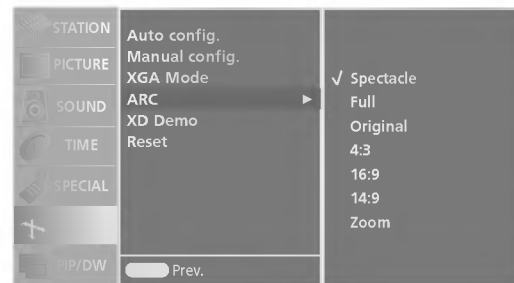 STATION
PICTURE
SOUND
TIME
SPECIAL
PIP/DW
Auto config.
Manual config.
XGA Mode
ARC
XD Demo
Reset
Prev.
✓ Spectacle
Full
Original
4:3
16:9
14:9
Zoom